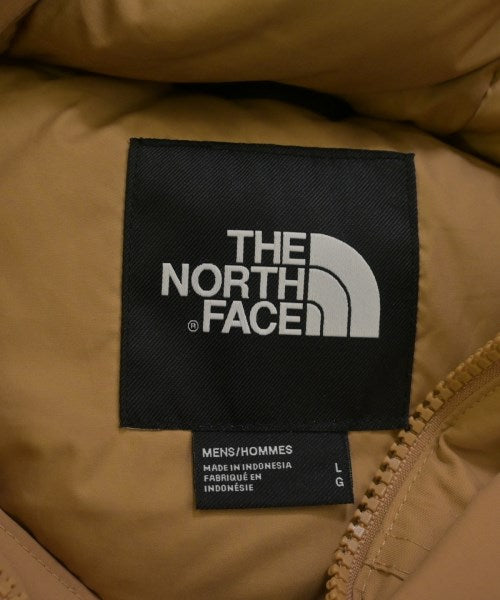 THE
NORTH
® FACE
MENS/HOMMES
MADE IN INDONESIA L
FABRIQUÉ EN G
INDONÉSIE